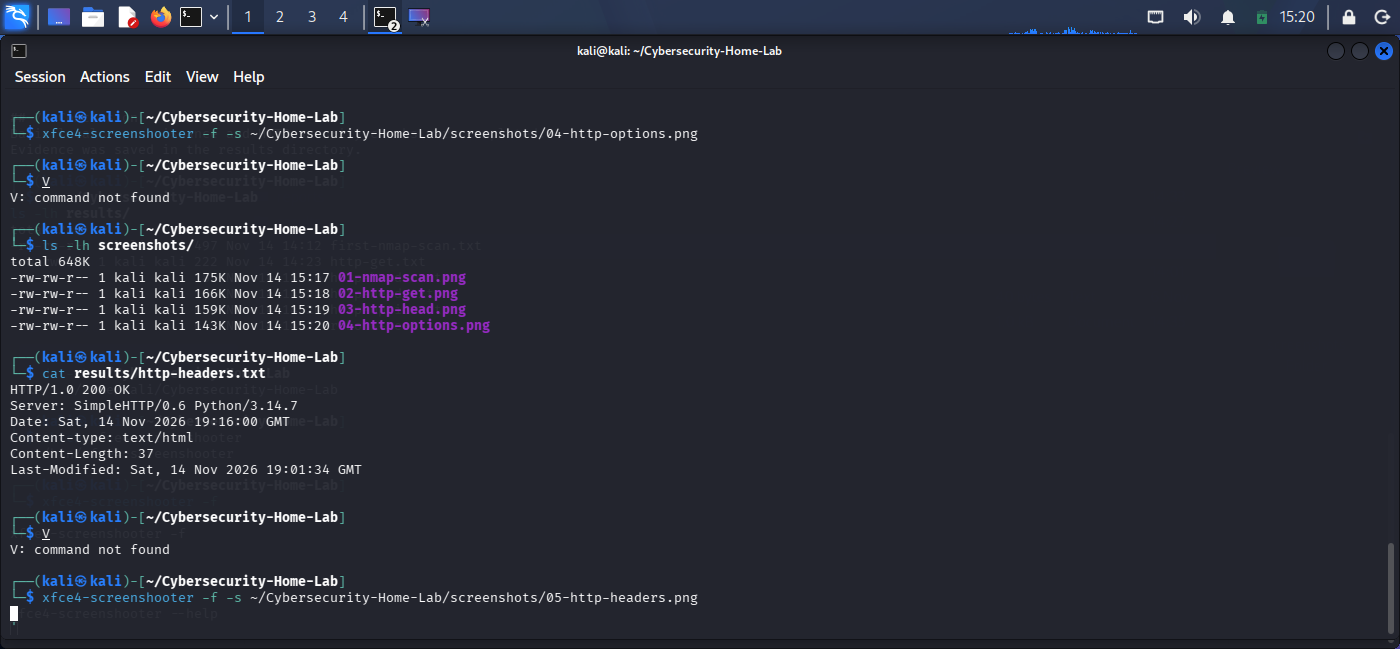 1 2 3 4 2 15:20
kali@kali: ~/Cybersecurity-Home-Lab
Session Actions Edit View Help
┌──(kali㉿kali)-[~/Cybersecurity-Home-Lab]
└─$ xfce4-screenshooter -f -s ~/Cybersecurity-Home-Lab/screenshots/04-http-options.png
Evidence was saved in the results directory.
┌──(kali㉿kali)-[~/Cybersecurity-Home-Lab]
└─$ V
V: command not found
┌──(kali㉿kali)-[~/Cybersecurity-Home-Lab]
└─$ ls -lh screenshots/
total 648K
-rw-rw-r-- 1 kali kali 175K Nov 14 15:17 01-nmap-scan.png
-rw-rw-r-- 1 kali kali 166K Nov 14 15:18 02-http-get.png
-rw-rw-r-- 1 kali kali 159K Nov 14 15:19 03-http-head.png
-rw-rw-r-- 1 kali kali 143K Nov 14 15:20 04-http-options.png
┌──(kali㉿kali)-[~/Cybersecurity-Home-Lab]
└─$ cat results/http-headers.txt
HTTP/1.0 200 OK
Server: SimpleHTTP/0.6 Python/3.14.7
Date: Sat, 14 Nov 2026 19:16:00 GMT
Content-type: text/html
Content-Length: 37
Last-Modified: Sat, 14 Nov 2026 19:01:34 GMT
┌──(kali㉿kali)-[~/Cybersecurity-Home-Lab]
└─$ V
V: command not found
┌──(kali㉿kali)-[~/Cybersecurity-Home-Lab]
└─$ xfce4-screenshooter -f -s ~/Cybersecurity-Home-Lab/screenshots/05-http-headers.png